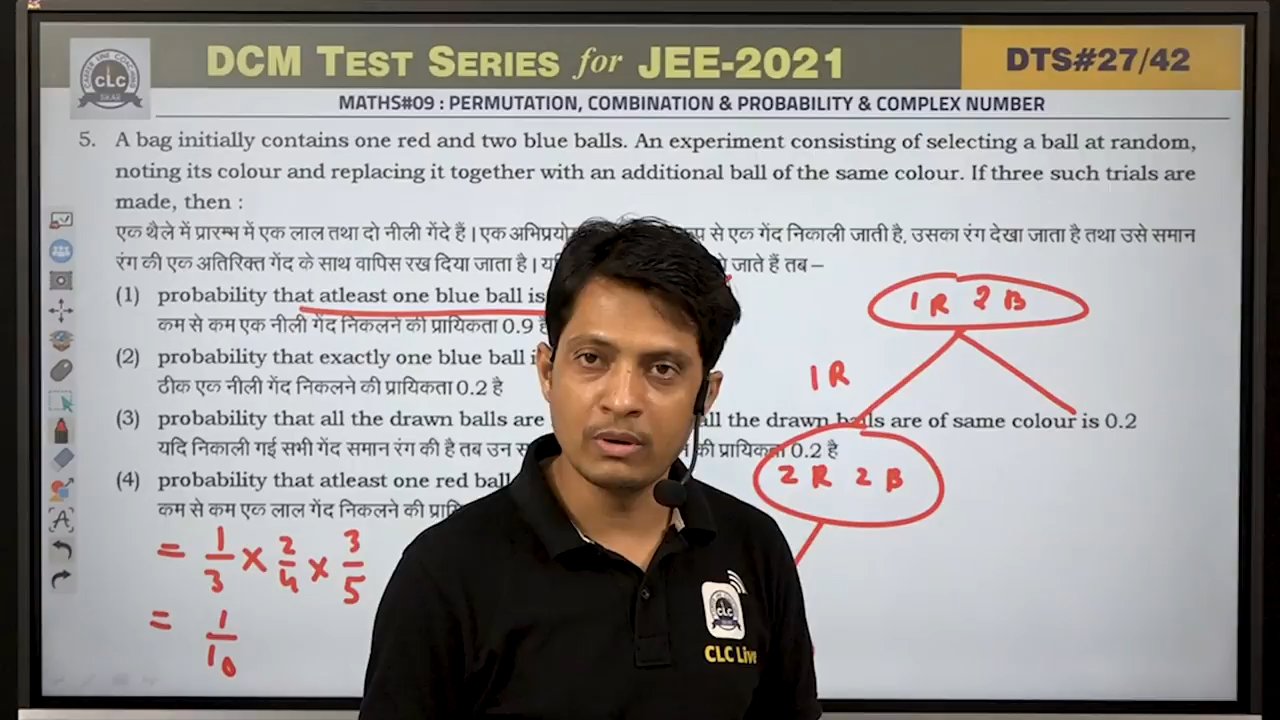 DCM TEST SERIES for JEE-2021
DTS#27/42
CLC
SIKAR
MATHS#09 : PERMUTATION, COMBINATION & PROBABILITY & COMPLEX NUMBER
5. A bag initially contains one red and two blue balls. An experiment consisting of selecting a ball at random,
noting its colour and replacing it together with an additional ball of the same colour. If three such trials are
made, then :
एक थैले में प्रारम्भ में एक लाल तथा दो नीली गेंदे हैं। एक अभिप्रयो से एक गेंद निकाली जाती है, उसका रंग देखा जाता है तथा उसे समान
रंग की एक अतिरिक्त गेंद के साथ वापिस रख दिया जाता है। जाते हैं तब –
(1) probability that atleast one blue ball is
कम से कम एक नीली गेंद निकलने की प्रायिकता 0.9
(2) probability that exactly one blue ball
ठीक एक नीली गेंद निकलने की प्रायिकता 0.2 है
(3) probability that all the drawn balls are all the drawn balls are of same colour is 0.2
यदि निकाली गई सभी गेंद समान रंग की है तब उन की प्रायिकता 0.2 है
(4) probability that atleast one red ball
कम से कम एक लाल गेंद निकलने की
1R 2B
1R
2R 2B
= 1/3 × 2/4 × 3/5
= 1/10
CLC
CLC Live